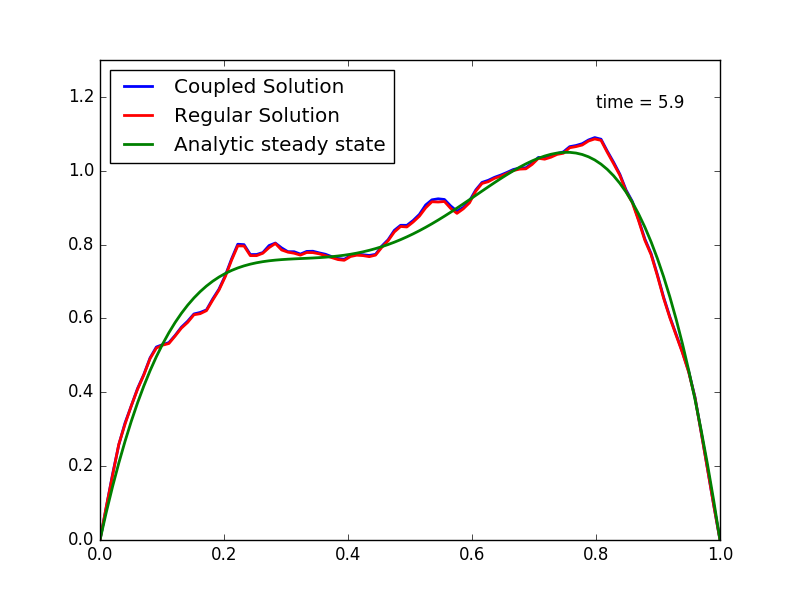 Coupled Solution
Regular Solution
Analytic steady state
time = 5.9
1.2
1.0
0.8
0.6
0.4
0.2
0.0
0.0 0.2 0.4 0.6 0.8 1.0